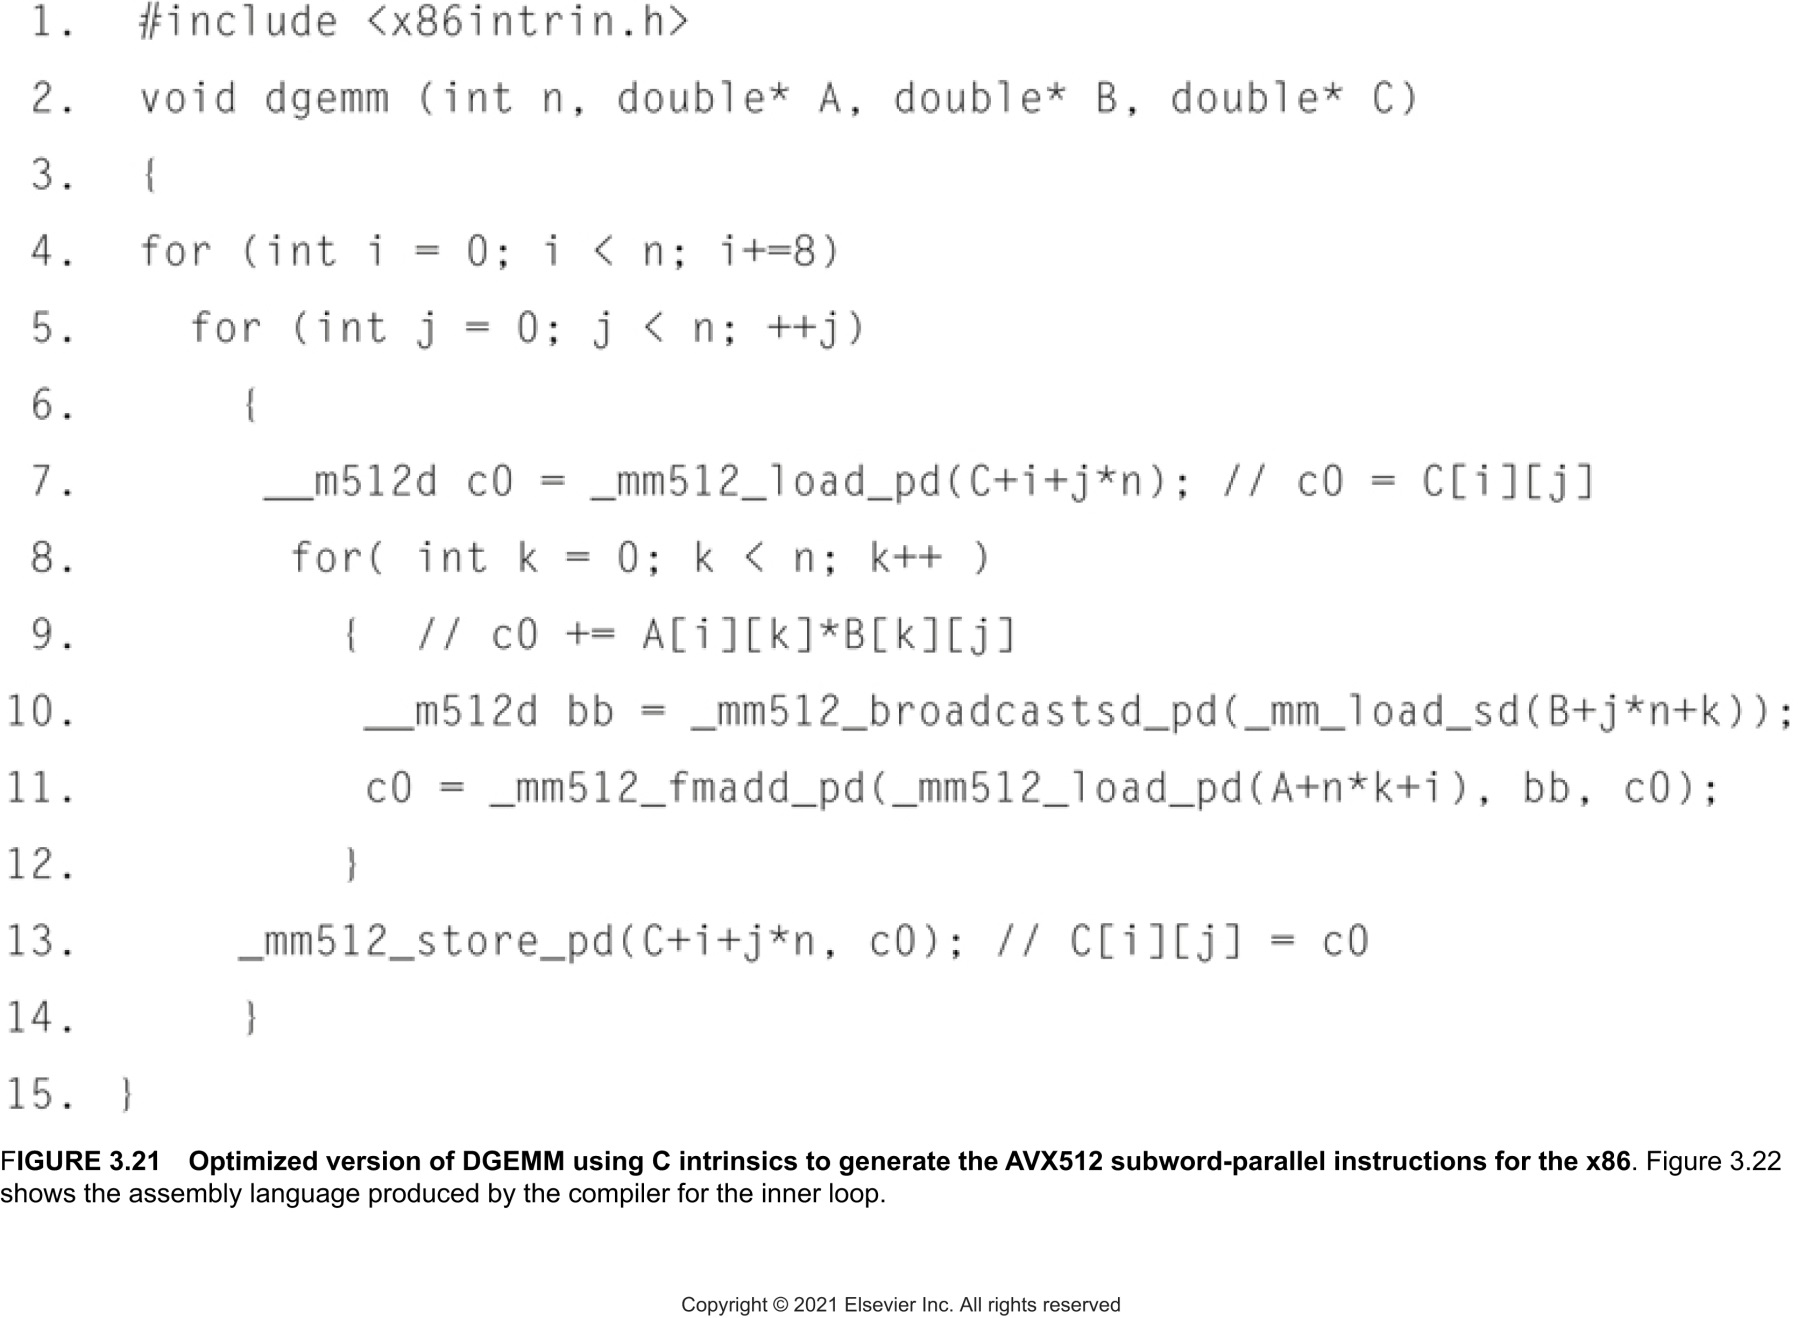 1. #include <x86intrin.h>
2. void dgemm (int n, double* A, double* B, double* C)
3. {
4. for (int i = 0; i < n; i+=8)
5. for (int j = 0; j < n; ++j)
6. {
7. __m512d c0 = _mm512_load_pd(C+i+j*n); // c0 = C[i][j]
8. for( int k = 0; k < n; k++ )
9. { // c0 += A[i][k]*B[k][j]
10. __m512d bb = _mm512_broadcastsd_pd(_mm_load_sd(B+j*n+k));
11. c0 = _mm512_fmadd_pd(_mm512_load_pd(A+n*k+i), bb, c0);
12. }
13. _mm512_store_pd(C+i+j*n, c0); // C[i][j] = c0
14. }
15. }
FIGURE 3.21 Optimized version of DGEMM using C intrinsics to generate the AVX512 subword-parallel instructions for the x86. Figure 3.22
shows the assembly language produced by the compiler for the inner loop.
Copyright © 2021 Elsevier Inc. All rights reserved